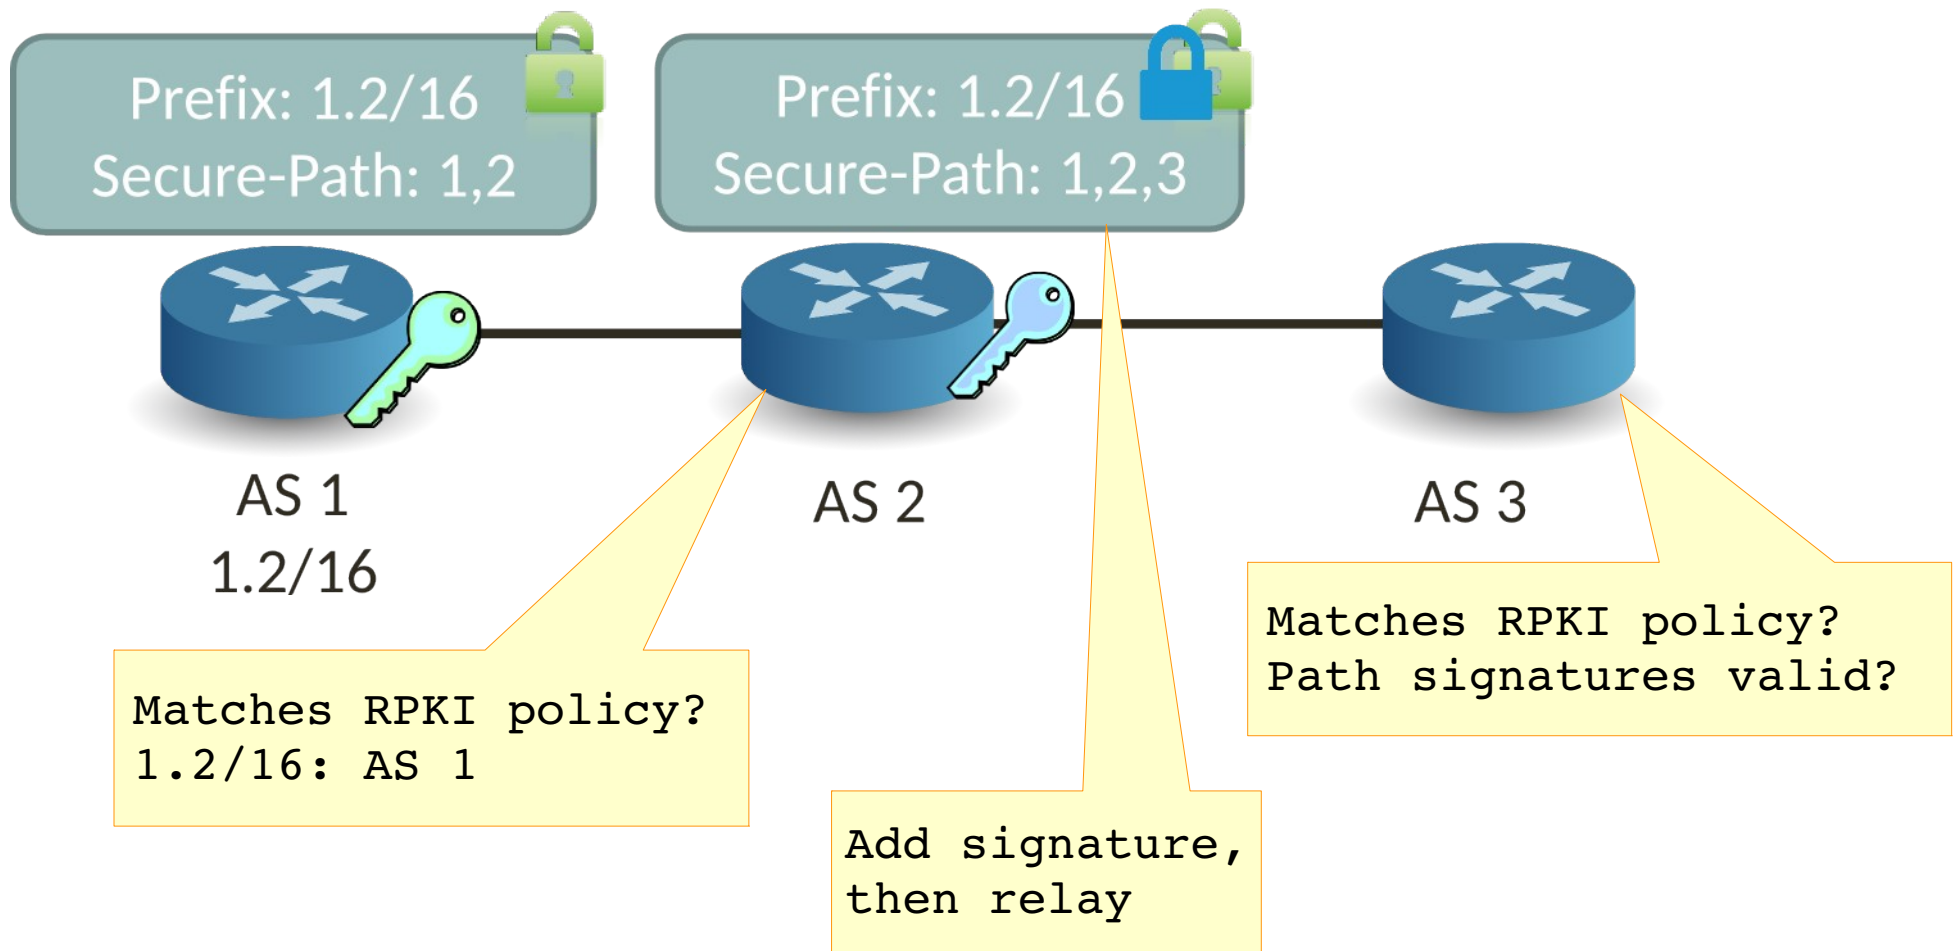 Prefix: 1.2/16
Secure-Path: 1,2
Prefix: 1.2/16
Secure-Path: 1,2,3
AS 1
1.2/16
AS 2
AS 3
Matches RPKI policy?
1.2/16: AS 1
Add signature,
then relay
Matches RPKI policy?
Path signatures valid?